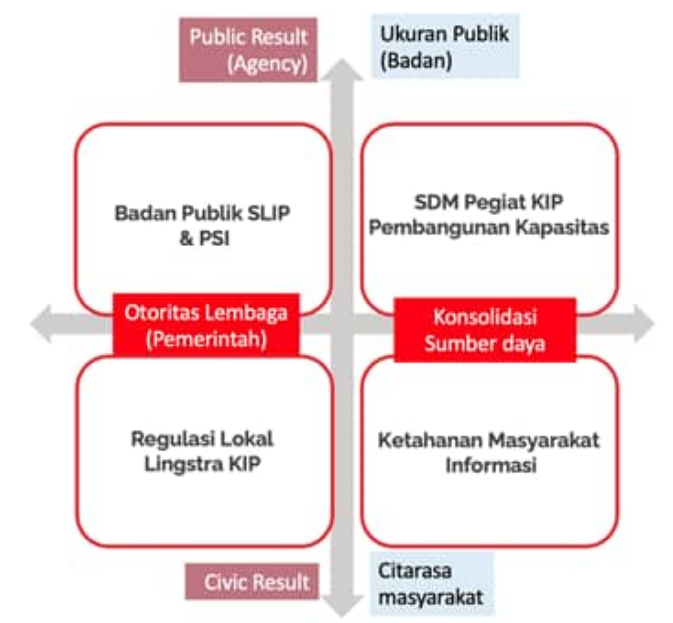 Public Result
(Agency)
Ukuran Publik
(Badan)
Badan Publik SLIP
& PSI
SDM Pegiat KIP
Pembangunan Kapasitas
Otoritas Lembaga
(Pemerintah)
Konsolidasi
Sumber daya
Regulasi Lokal
Lingstra KIP
Ketahanan Masyarakat
Informasi
Civic Result
Citarasa
masyarakat